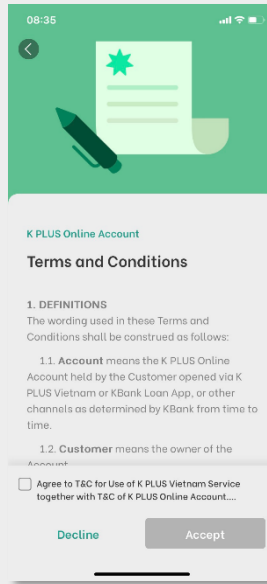 08:35
K PLUS Online Account
Terms and Conditions
1. DEFINITIONS
The wording used in these Terms and
Conditions shall be construed as follows:
1.1. Account means the K PLUS Online
Account held by the Customer opened via K
PLUS Vietnam or KBank Loan App, or other
channels as determined by KBank from time to
time.
1.2. Customer means the owner of the
Account
Agree to T&C for Use of K PLUS Vietnam Service
together with T&C of K PLUS Online Account....
Decline
Accept